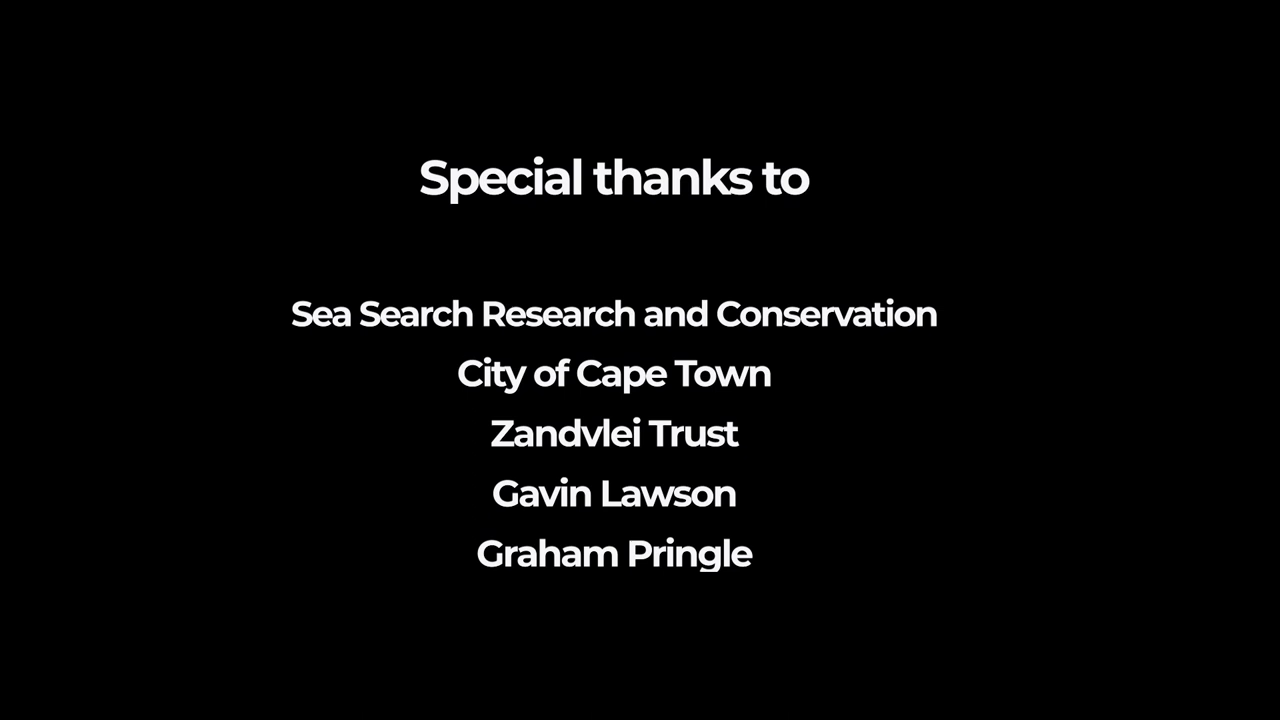 Special thanks to
Sea Search Research and Conservation
City of Cape Town
Zandvlei Trust
Gavin Lawson
Graham Pringle